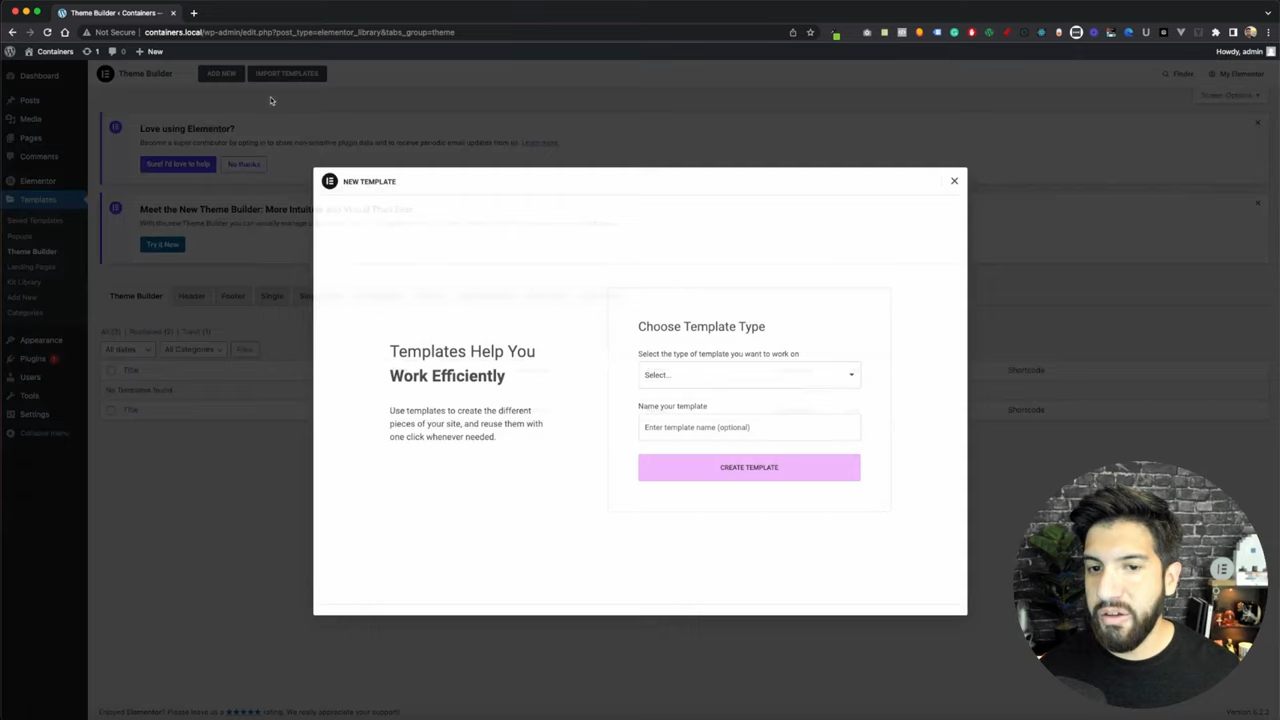 Theme Builder ‹ Containers —
Not Secure
containers.local/wp-admin/edit.php?post_type=elementor_library&tabs_group=theme
Containers
1
0
New
Howdy, admin
Dashboard
Posts
Media
Pages
Comments
Elementor
Templates
Saved Templates
Popups
Theme Builder
Landing Pages
Kit Library
Add New
Categories
Appearance
Plugins
Users
Tools
Settings
Collapse menu
Theme Builder
ADD NEW
IMPORT TEMPLATES
Finder
My Elementor
Screen Options
Love using Elementor?
Become a super contributor by opting in to share non-sensitive plugin data and to receive periodic email updates from us. Learn more.
Sure! I'd love to help
No thanks
Meet the New Theme Builder: More Intuitive and Visual Than Ever
With the new Theme Builder you can visually manage
Try it Now
Theme Builder
Header
Footer
Single
All (3) | Published (2) | Trash (1)
All dates
All Categories
Filter
Title
Shortcode
No Templates found
Title
Shortcode
NEW TEMPLATE
Templates Help You
Work Efficiently
Use templates to create the different
pieces of your site, and reuse them with
one click whenever needed.
Choose Template Type
Select the type of template you want to work on
Select...
Name your template
Enter template name (optional)
CREATE TEMPLATE
Enjoyed Elementor? Please leave us a ★★★★★ rating. We really appreciate your support!
Version 6.2.2